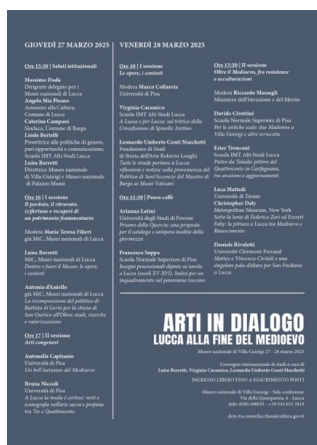 GIOVEDÌ 27 MARZO 2025
Ore 15:30 | Saluti istituzionali
Massimo Dadà
Dirigente delegato per i
Musei nazionali di Lucca
Angela Mia Pisano
Assessore alla Cultura,
Comune di Lucca
Caterina Campani
Sindaca, Comune di Barga
Linda Bertelli
Prorettrice alle politiche di genere,
pari opportunità e comunicazione,
Scuola IMT Alti Studi Lucca
Luisa Berretti
Direttrice Museo nazionale
di Villa Guinigi e Museo nazionale
di Palazzo Mansi
Ore 16 | I sessione
Il perduto, il ritrovato:
(ri)fortune e recuperi di
un patrimonio frammentario
Modera Maria Teresa Filieri
già MiC, Musei nazionali di Lucca
Luisa Berretti
MiC, Musei nazionali di Lucca
Dentro e fuori il Museo: le opere,
i contesti
Antonia d'Aniello
già MiC, Musei nazionali di Lucca
La ricomposizione del polittico di
Battista di Gerio per la chiesa di
San Quirico all'Olivo: studi, ricerche
e valorizzazione
Ore 17 | II sessione
Arti congeneri
Antonella Capitanio
Università di Pisa
Un bell'autunno del Medioevo
Bruna Niccoli
Università di Pisa
A Lucca la moda è cortese: vesti e
iconografie nell'arte sacra e profana
tra Tre e Quattrocento
VENERDÌ 28 MARZO 2025
Ore 10 | I sessione
Le opere, i contesti
Modera Marco Collareta
Università di Pisa
Virginia Caramico
Scuola IMT Alti Studi Lucca
A Lucca e per Lucca: sul trittico della
Crocifissione di Spinello Aretino
Leonardo Umberto Conti Marchetti
Fondazione di Studi
di Storia dell'Arte Roberto Longhi
Tutte le strade portano a Lucca:
riflessioni e notizie sulla provenienza del
Polittico di Sant'Ansovino del Maestro di
Barga ai Musei Vaticani
Ore 11:30 | Pausa caffè
Arianna Latini
Università degli Studi di Firenze
Priamo della Quercia: una proposta
per il catalogo e un'opera inedita della
giovinezza
Francesco Suppa
Scuola Normale Superiore di Pisa
Insegne processionali dipinte su tavola
a Lucca (secoli XV-XVI). Indizi per un
inquadramento nel panorama toscano
Ore 15:30 | II sessione
Oltre il Medioevo, fra resistenze
e acculturazioni
Modera Riccardo Massagli
Ministero dell'Istruzione e del Merito
Davide Civettini
Scuola Normale Superiore di Pisa
Per le antiche scale: due Madonne a
Villa Guinigi e altre tarsicarie
Ester Tronconi
Scuola IMT Alti Studi Lucca
Pietro da Talada: pittore del
Quattrocento in Garfagnana,
tra avvisioni e aggiornamenti
Luca Mattedi
Università di Trento
Christopher Daly
Metropolitan Museum, New York
Sotto la lente di Federico Zeri ed Everett
Fahy: la pittura a Lucca tra Medioevo e
Rinascimento
Daniele Rivoletti
Université Clermont-Ferrand
Matteo e Vincenzo Civitali e una
singolare pala d'altare per San Frediano
a Lucca
ARTI IN DIALOGO
LUCCA ALLA FINE DEL MEDIOEVO
Museo nazionale di Villa Guinigi - 27 - 28 marzo 2025
Convegno internazionale di studi a cura di
Luisa Berretti, Virginia Caramico, Leonardo Umberto Conti Marchetti
INGRESSO LIBERO FINO A ESAURIMENTO POSTI
Museo nazionale di Villa Guinigi - Sala conferenze
Via della Quarquonia, 4 - Lucca